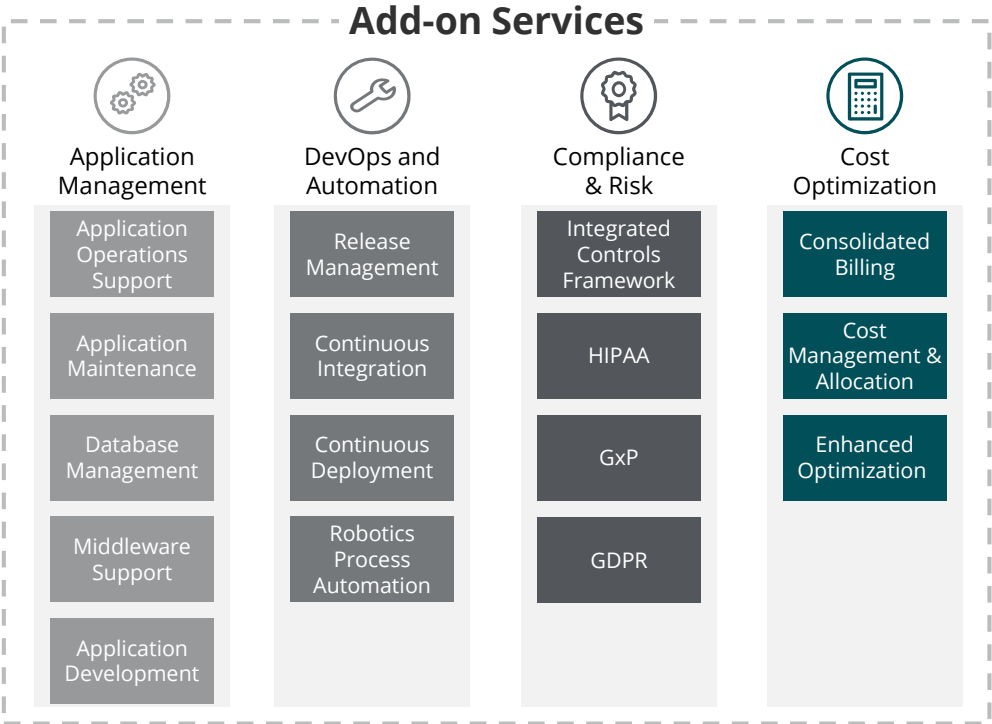 Add-on Services
Application
Management
Application
Operations
Support
Application
Maintenance
Database
Management
Middleware
Support
Application
Development
DevOps and
Automation
Release
Management
Continuous
Integration
Continuous
Deployment
Robotics
Process
Automation
Compliance
& Risk
Integrated
Controls
Framework
HIPAA
GxP
GDPR
Cost
Optimization
Consolidated
Billing
Cost
Management &
Allocation
Enhanced
Optimization